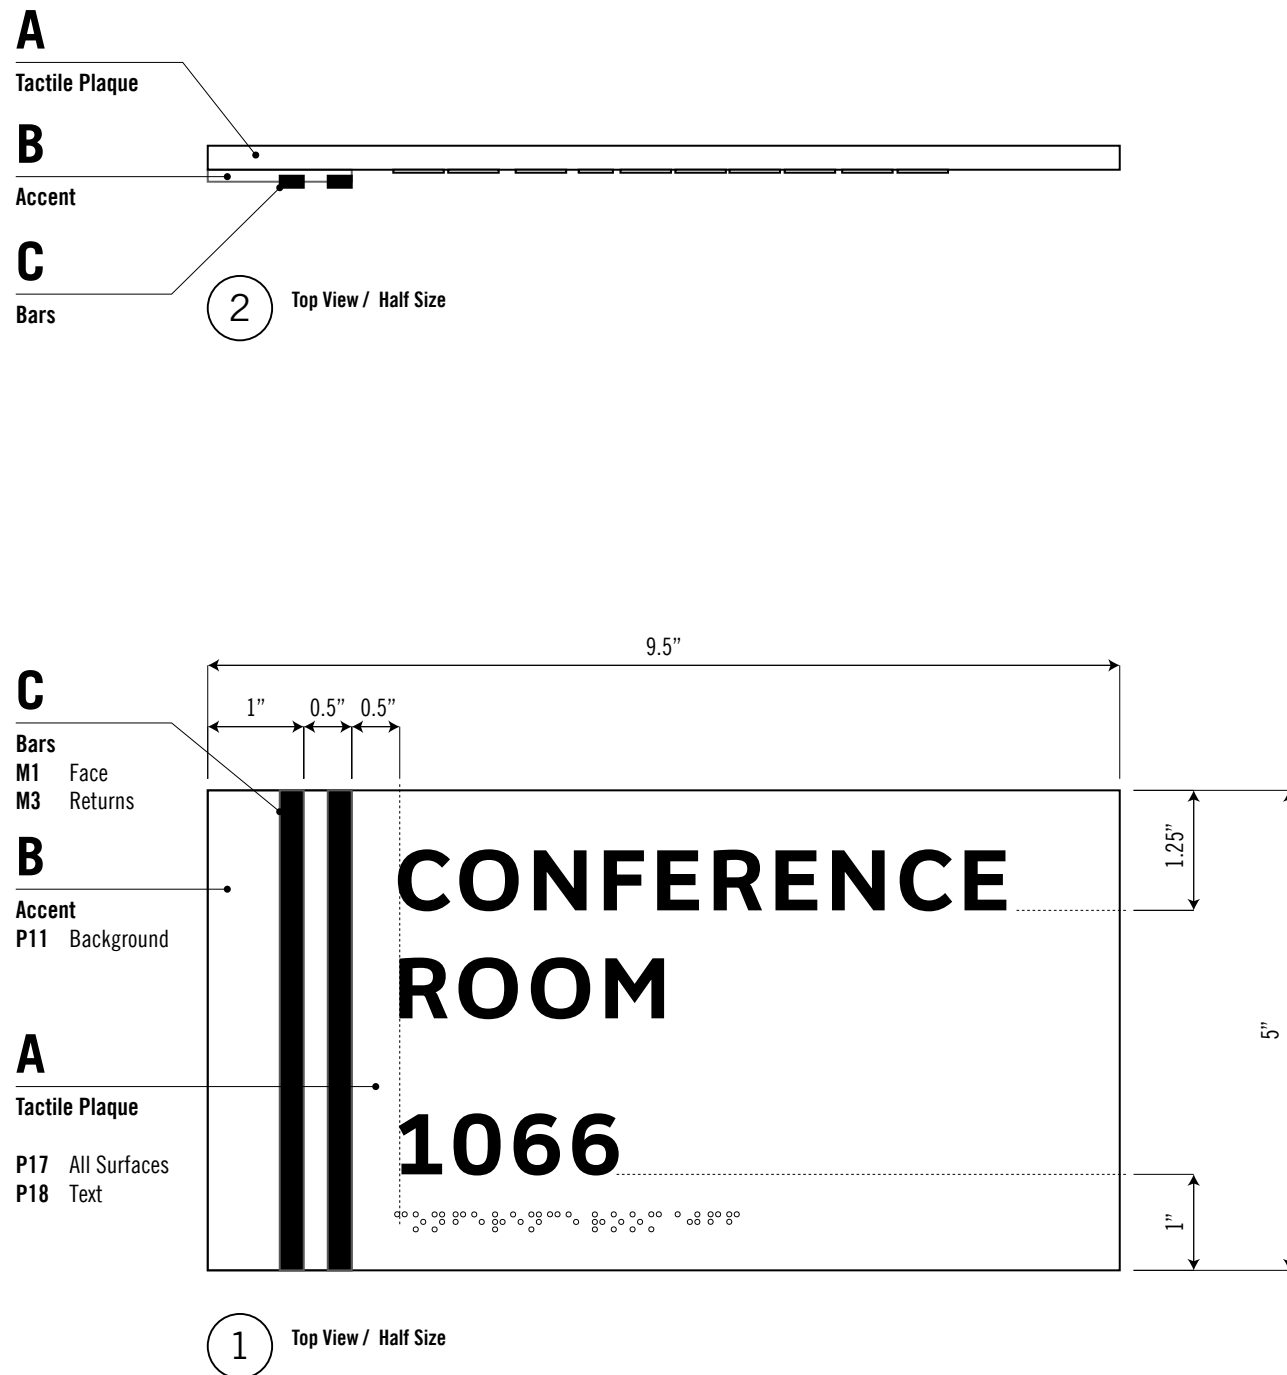 A
Tactile Plaque
B
Accent
C
Bars
2
Top View / Half Size
9.5”
1”
0.5”
0.5”
C
Bars
M1 Face
M3 Returns
B
Accent
P11 Background
A
Tactile Plaque
P17 All Surfaces
P18 Text
CONFERENCE
ROOM
1066
1.25”
5”
1”
1
Top View / Half Size